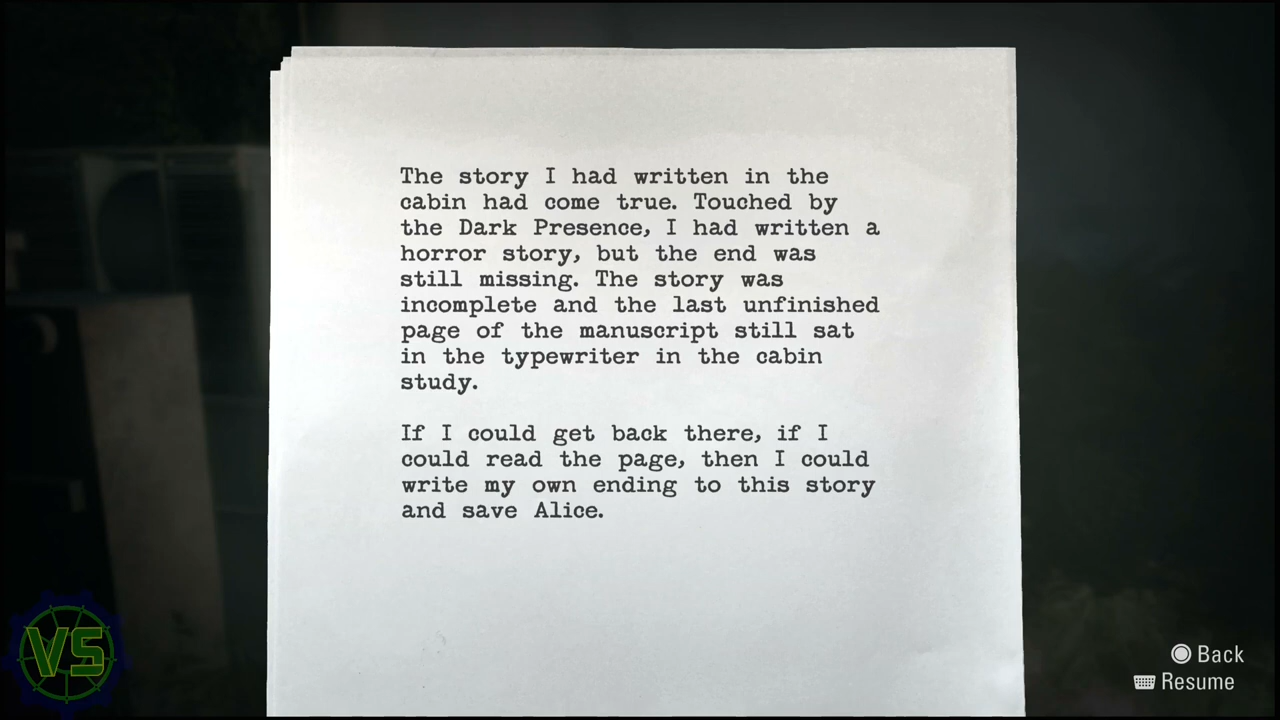 The story I had written in the
cabin had come true. Touched by
the Dark Presence, I had written a
horror story, but the end was
still missing. The story was
incomplete and the last unfinished
page of the manuscript still sat
in the typewriter in the cabin
study.
If I could get back there, if I
could read the page, then I could
write my own ending to this story
and save Alice.
VS
Back
Resume